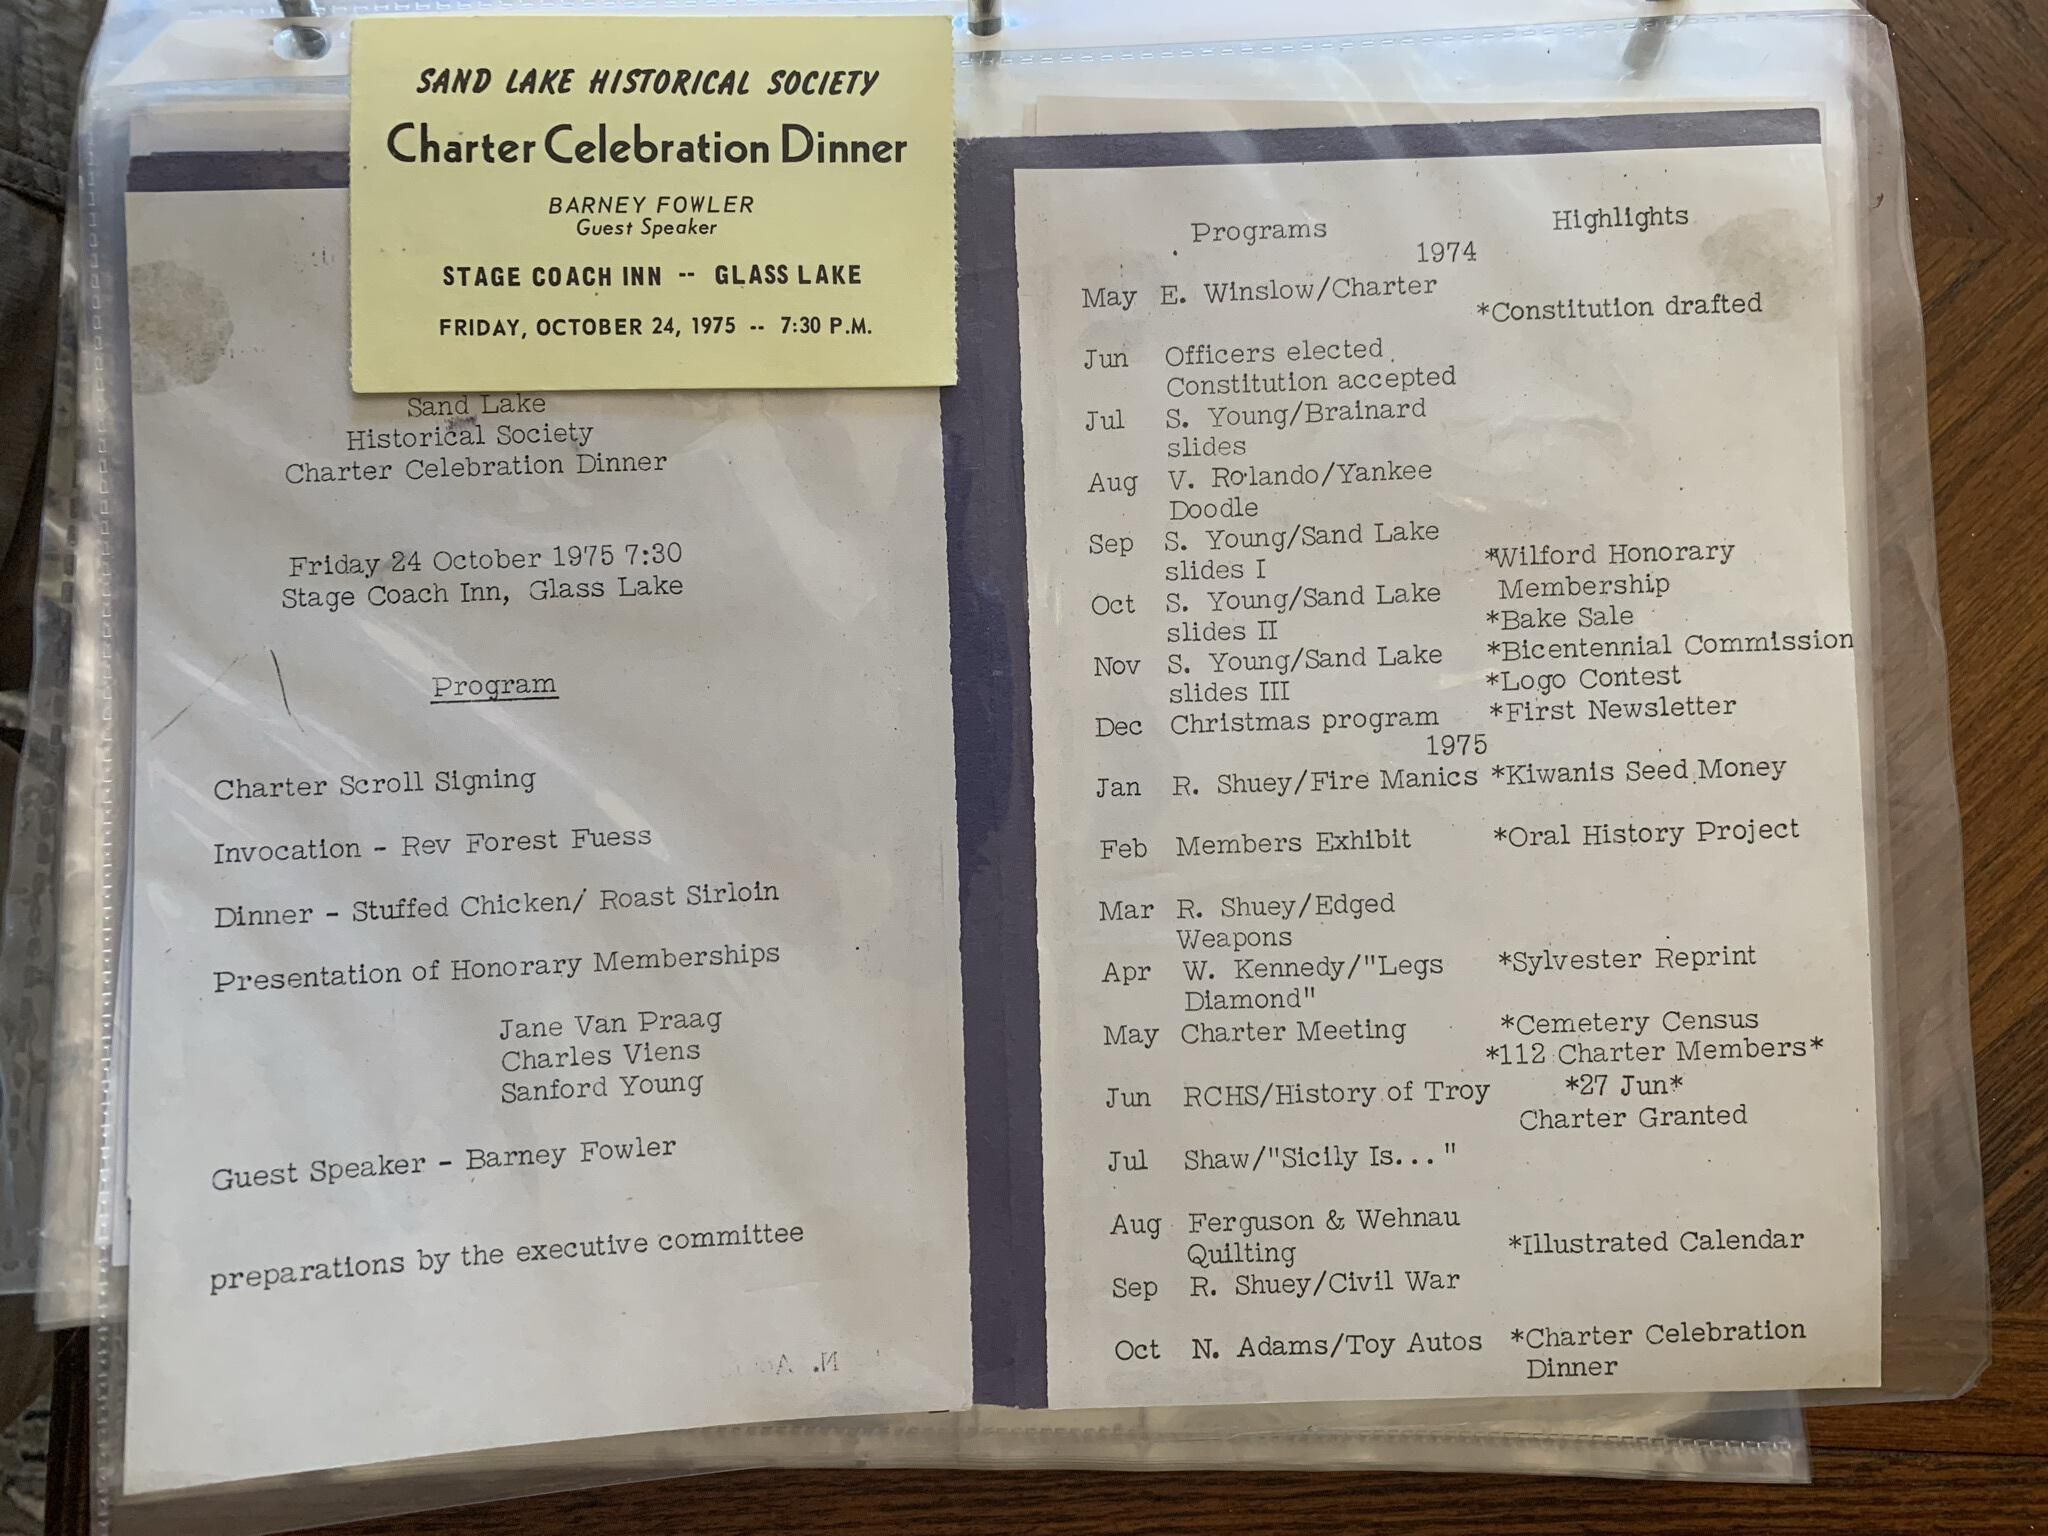 SAND LAKE HISTORICAL SOCIETY
Charter Celebration Dinner
BARNEY FOWLER
Guest Speaker
STAGE COACH INN -- GLASS LAKE
FRIDAY, OCTOBER 24, 1975 -- 7:30 P.M.
Sand Lake
Historical Society
Charter Celebration Dinner
Friday 24 October 1975 7:30
Stage Coach Inn, Glass Lake
Program
Charter Scroll Signing
Invocation - Rev Forest Fuess
Dinner - Stuffed Chicken/ Roast Sirloin
Presentation of Honorary Memberships
Jane Van Praag
Charles Viens
Sanford Young
Guest Speaker - Barney Fowler
preparations by the executive committee
Programs Highlights
1974
May E. Winslow/Charter
*Constitution drafted
Jun Officers elected
Constitution accepted
Jul S. Young/Brainard
slides
Aug V. Rolando/Yankee
Doodle
Sep S. Young/Sand Lake *Wilford Honorary
slides I Membership
Oct S. Young/Sand Lake *Bake Sale
slides II *Bicentennial Commission
Nov S. Young/Sand Lake *Logo Contest
slides III
Dec Christmas program *First Newsletter
1975
Jan R. Shuey/Fire Manics *Kiwanis Seed Money
Feb Members Exhibit *Oral History Project
Mar R. Shuey/Edged
Weapons
Apr W. Kennedy/"Legs *Sylvester Reprint
Diamond"
May Charter Meeting *Cemetery Census
*112 Charter Members*
Jun RCHS/History of Troy *27 Jun*
Charter Granted
Jul Shaw/"Sicily Is..."
Aug Ferguson & Wehnau
Quilting *Illustrated Calendar
Sep R. Shuey/Civil War
Oct N. Adams/Toy Autos *Charter Celebration
Dinner